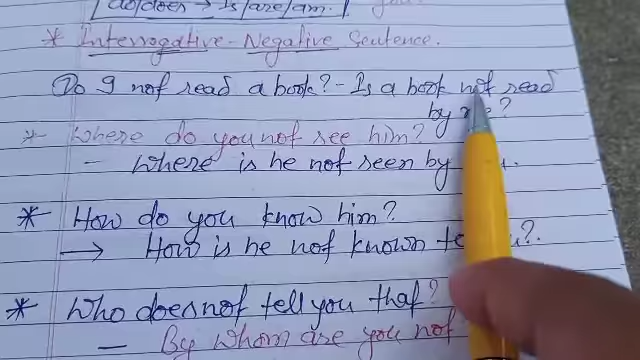 do/does → Is/are/am.
* Interrogative-Negative Sentence.
Do I not read a book? - Is a book not read
by me?
* Where do you not see him?
- Where is he not seen by
* How do you know him?
→ How is he not known to
* Who does not tell you that?
- By whom are you not